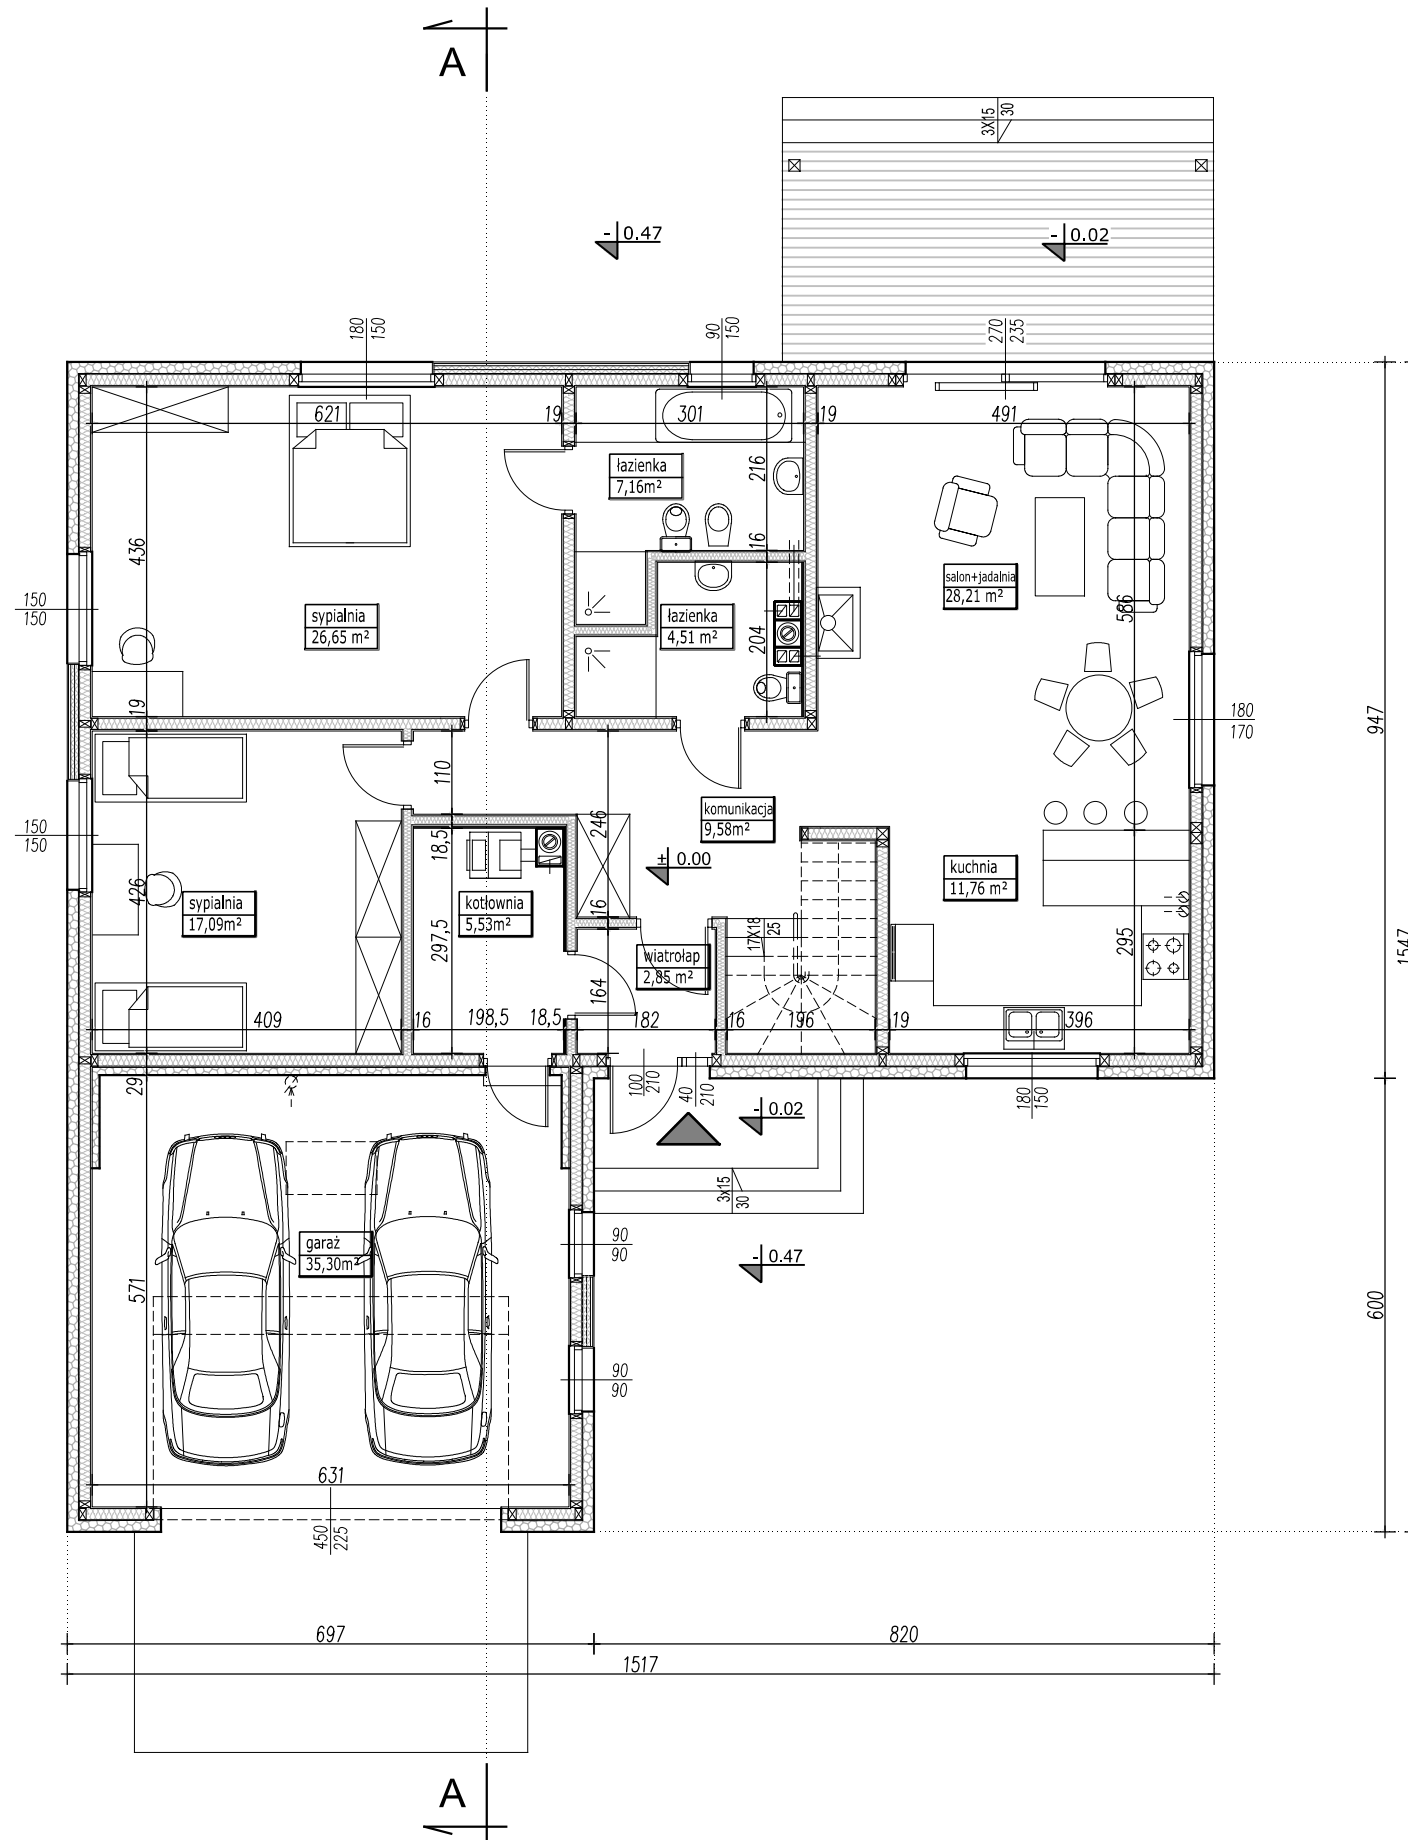 A
3X15
30
- 0.47
- 0.02
180
150
90
150
270
235
621
19
301
19
491
łazienka
7,16m²
216
436
16
salon+jadalnia
28,21 m²
586
150
150
sypialnia
26,65 m²
łazienka
4,51 m²
204
19
180
170
947
110
komunikacja
9,58m²
246
150
150
18,5
± 0.00
kuchnia
11,76 m²
426
sypialnia
17,09m²
kotłownia
5,53m²
16
297,5
17X18
25
wiatrołap
2,85 m²
295
1547
164
409
16
198,5
18,5
182
16
196
19
396
29
100
210
40
210
180
150
- 0.02
3x15
30
garaż
35,30m²
90
90
- 0.47
571
600
90
90
631
450
225
697
820
1517
A